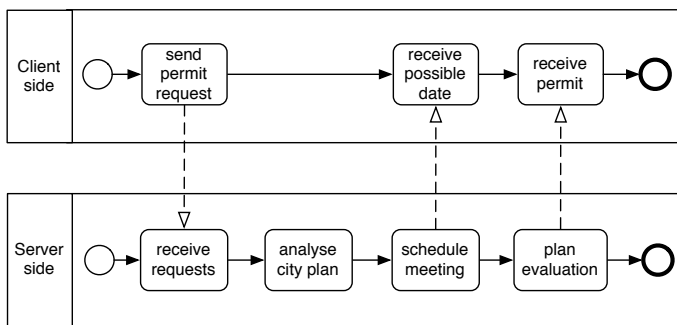 Client
side
send
permit
request
receive
possible
date
receive
permit
Server
side
receive
requests
analyse
city plan
schedule
meeting
plan
evaluation